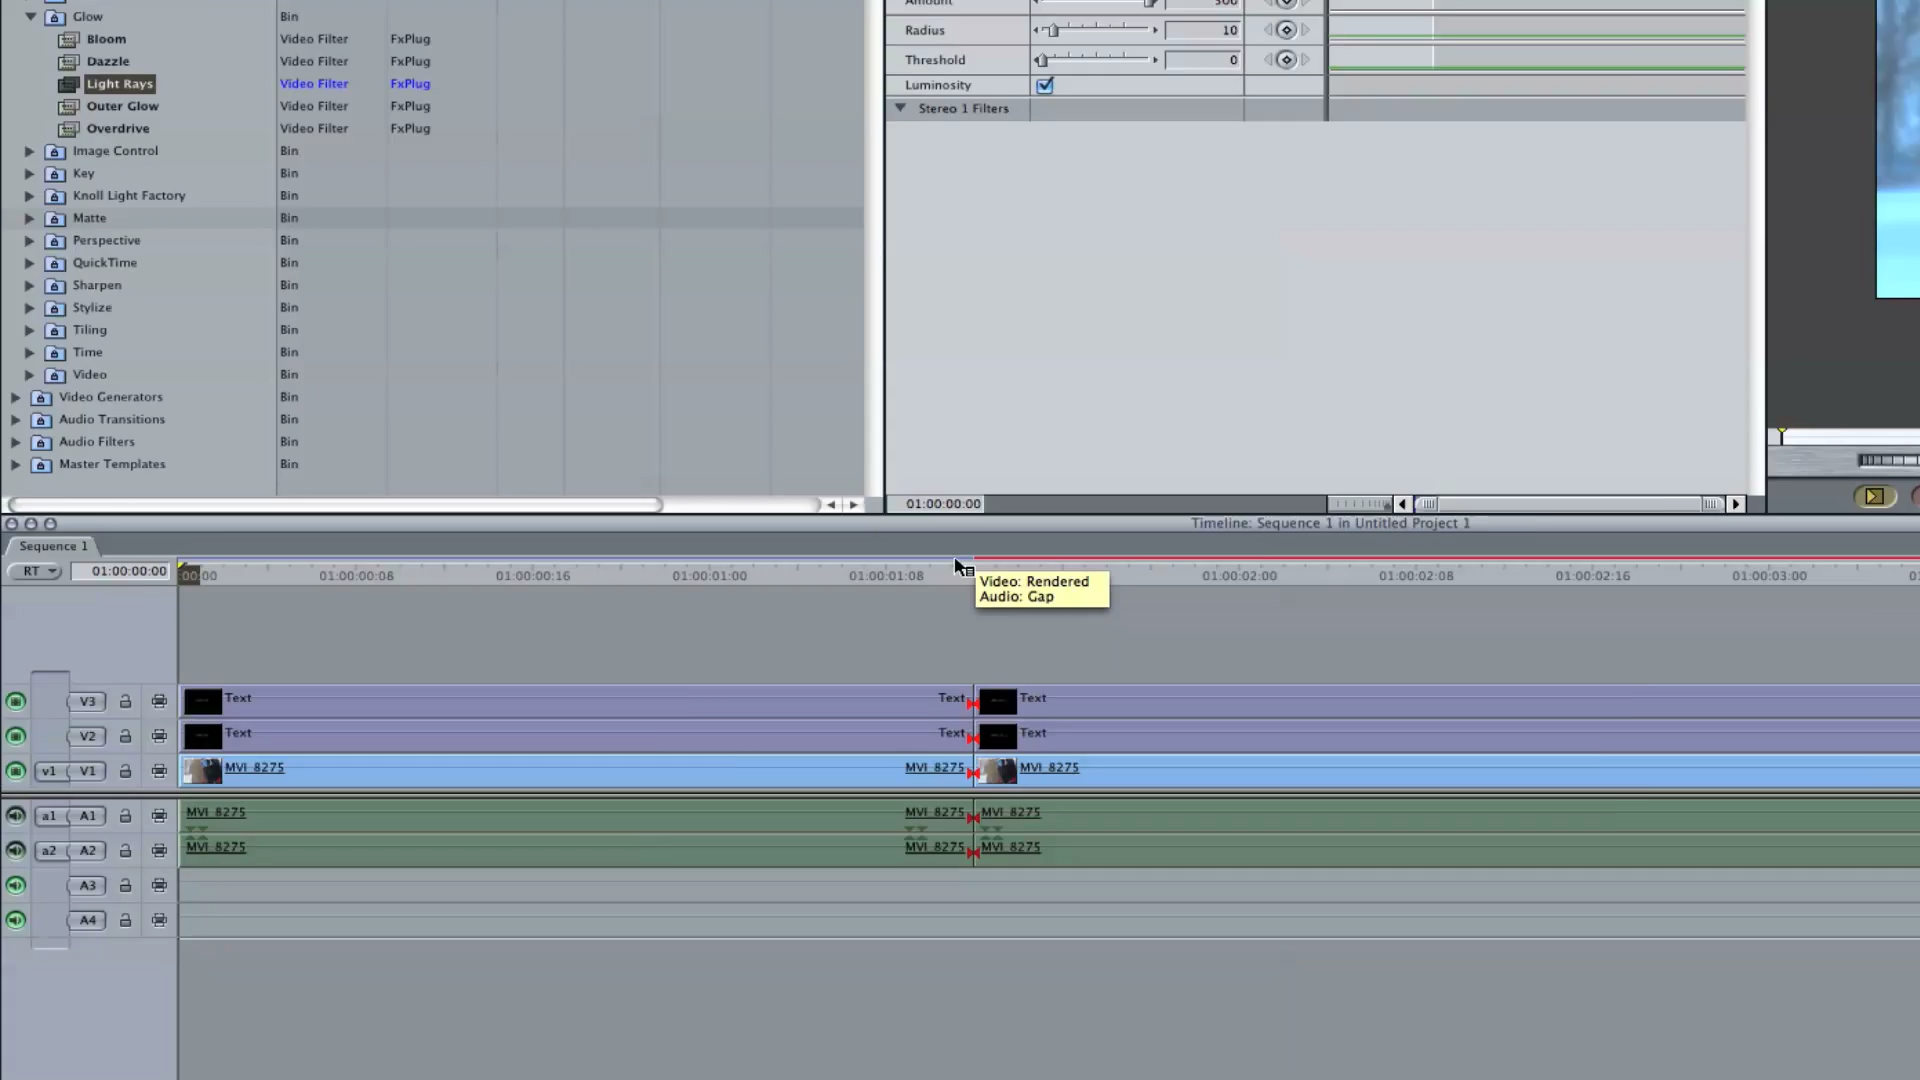 Glow Bin
Bloom Video Filter FxPlug
Dazzle Video Filter FxPlug
Light Rays Video Filter FxPlug
Outer Glow Video Filter FxPlug
Overdrive Video Filter FxPlug
Image Control Bin
Key Bin
Knoll Light Factory Bin
Matte Bin
Perspective Bin
QuickTime Bin
Sharpen Bin
Stylize Bin
Tiling Bin
Time Bin
Video Bin
Video Generators Bin
Audio Transitions Bin
Audio Filters Bin
Master Templates Bin
Amount 300
Radius 10
Threshold 0
Luminosity
Stereo 1 Filters
01:00:00:00
Timeline: Sequence 1 in Untitled Project 1
Sequence 1
RT 01:00:00:00 :00:00 01:00:00:08 01:00:00:16 01:00:01:00 01:00:01:08 01:00:02:00 01:00:02:08 01:00:02:16 01:00:03:00
Video: Rendered
Audio: Gap
V3 Text Text Text
V2 Text Text Text
v1 V1 MVI_8275 MVI_8275 MVI_8275
a1 A1 MVI_8275 MVI_8275 MVI_8275
a2 A2 MVI_8275 MVI_8275 MVI_8275
A3
A4